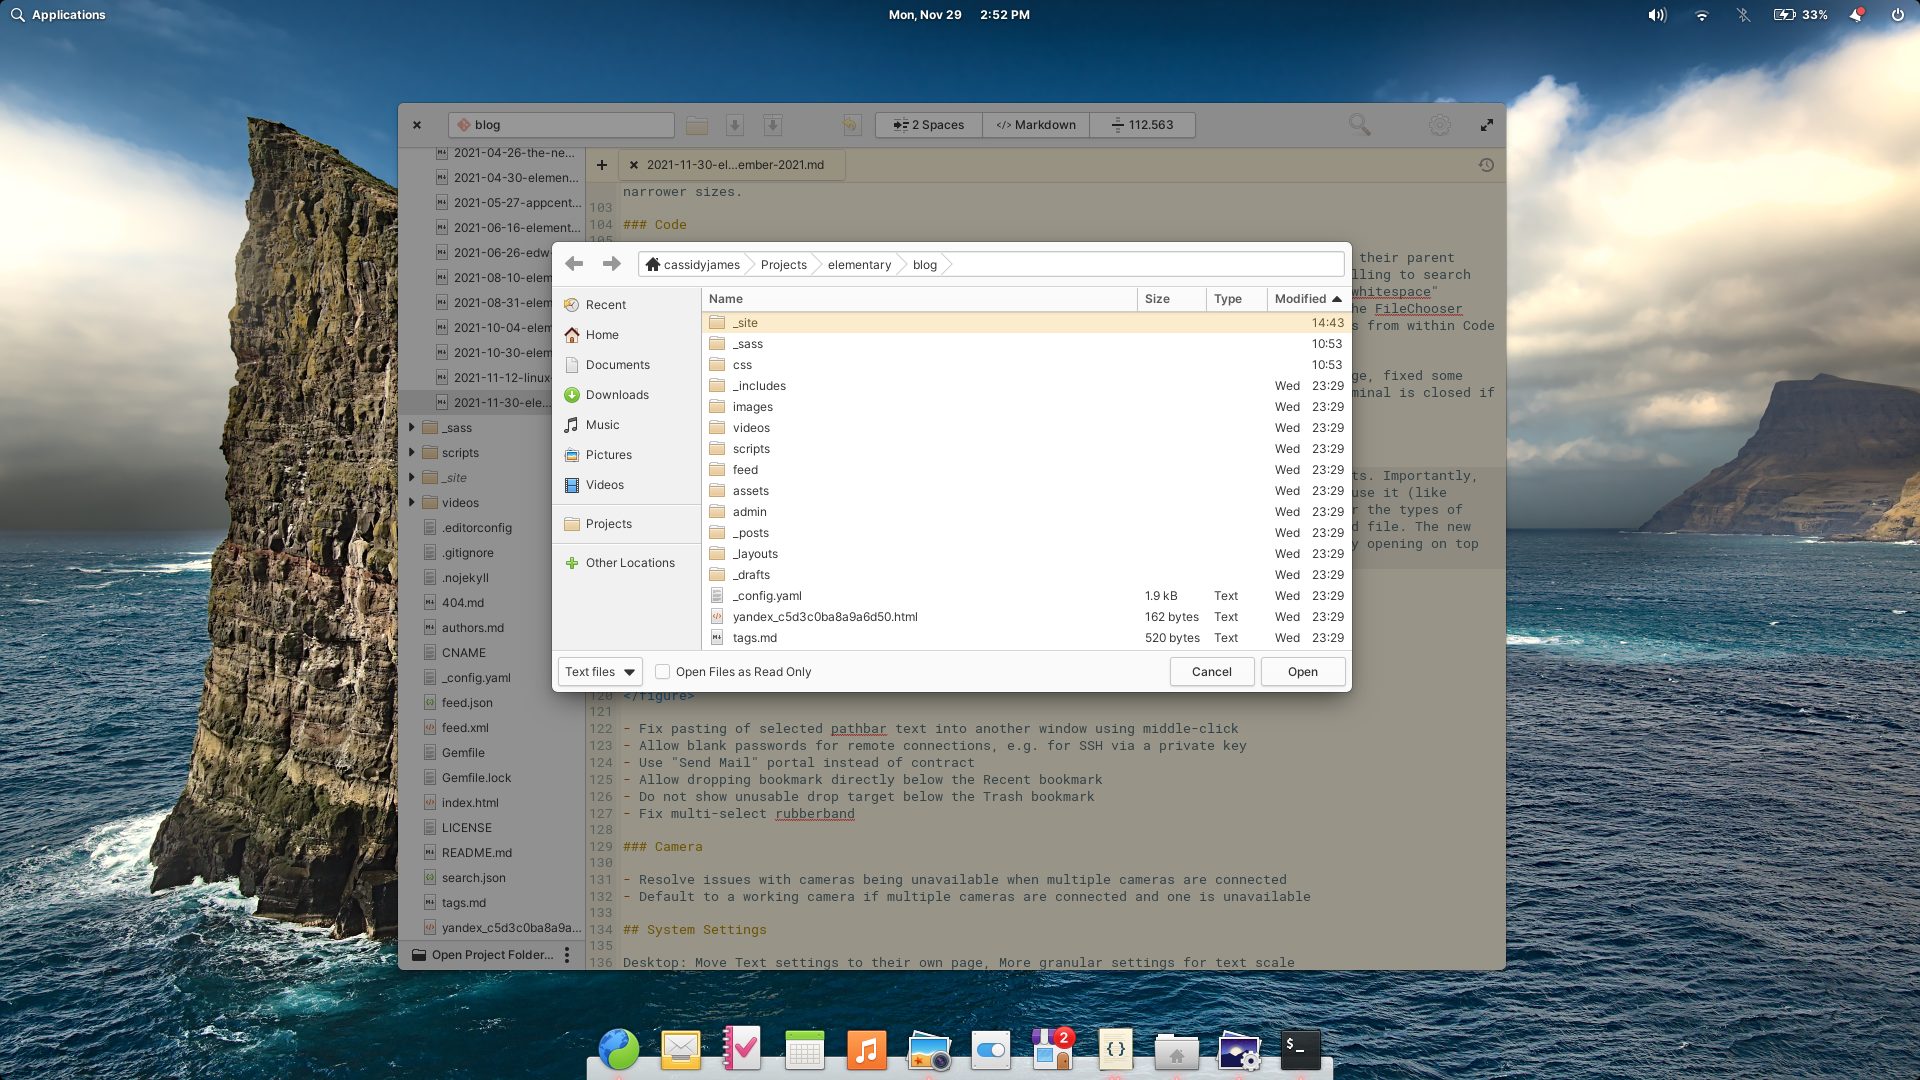 Applications
Mon, Nov 29 2:52 PM
33%
blog
2 Spaces
</> Markdown
112.563
2021-04-26-the-ne...
2021-04-30-elemen...
2021-05-27-appcent...
2021-06-16-element...
2021-06-26-edw
2021-08-10-elem
2021-08-31-elem
2021-10-04-elem
2021-10-30-elem
2021-11-12-linux-
2021-11-30-ele...
_sass
scripts
_site
videos
.editorconfig
.gitignore
.nojekyll
404.md
authors.md
CNAME
_config.yaml
feed.json
feed.xml
Gemfile
Gemfile.lock
index.html
LICENSE
README.md
search.json
tags.md
yandex_c5d3c0ba8a9a...
Open Project Folder...
2021-11-30-el...ember-2021.md
narrower sizes.
103
104 ### Code
105
their parent
lling to search
whitespace"
he FileChooser
s from within Code
ge, fixed some
minal is closed if
ts. Importantly,
use it (like
r the types of
d file. The new
y opening on top
cassidyjames Projects elementary blog
Recent
Home
Documents
Downloads
Music
Pictures
Videos
Projects
Other Locations
Name Size Type Modified
_site 14:43
_sass 10:53
css 10:53
_includes Wed 23:29
images Wed 23:29
videos Wed 23:29
scripts Wed 23:29
feed Wed 23:29
assets Wed 23:29
admin Wed 23:29
_posts Wed 23:29
_layouts Wed 23:29
_drafts Wed 23:29
_config.yaml 1.9 kB Text Wed 23:29
yandex_c5d3c0ba8a9a6d50.html 162 bytes Text Wed 23:29
tags.md 520 bytes Text Wed 23:29
Text files
Open Files as Read Only
Cancel
Open
120 </figure>
121
122 - Fix pasting of selected pathbar text into another window using middle-click
123 - Allow blank passwords for remote connections, e.g. for SSH via a private key
124 - Use "Send Mail" portal instead of contract
125 - Allow dropping bookmark directly below the Recent bookmark
126 - Do not show unusable drop target below the Trash bookmark
127 - Fix multi-select rubberband
128
129 ### Camera
130
131 - Resolve issues with cameras being unavailable when multiple cameras are connected
132 - Default to a working camera if multiple cameras are connected and one is unavailable
133
134 ## System Settings
135
136 Desktop: Move Text settings to their own page, More granular settings for text scale
2
{}
$_